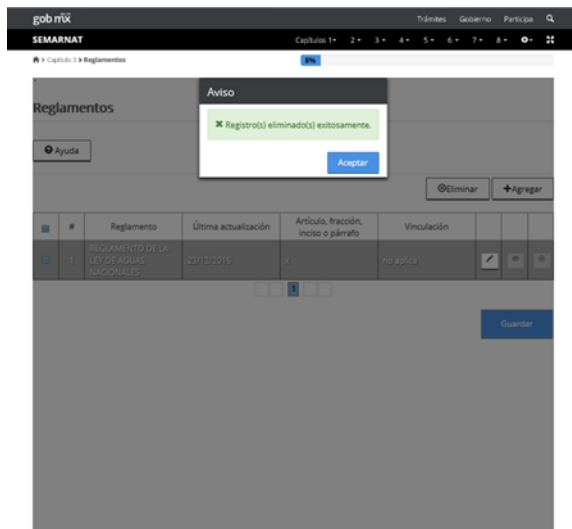 gob mx Trámites Gobierno Participa
SEMARNAT Capítulos 1 2 3 4 5 6 7 8
> Capítulo 3 > Reglamentos 8%
Aviso
Reglamentos
✖ Registro(s) eliminado(s) exitosamente.
Ayuda
Aceptar
Eliminar +Agregar
# Reglamento Última actualización Artículo, fracción, inciso o párrafo Vinculación
1 REGLAMENTO DE LA LEY DE AGUAS NACIONALES 23/12/2015 x no aplica
1
Guardar